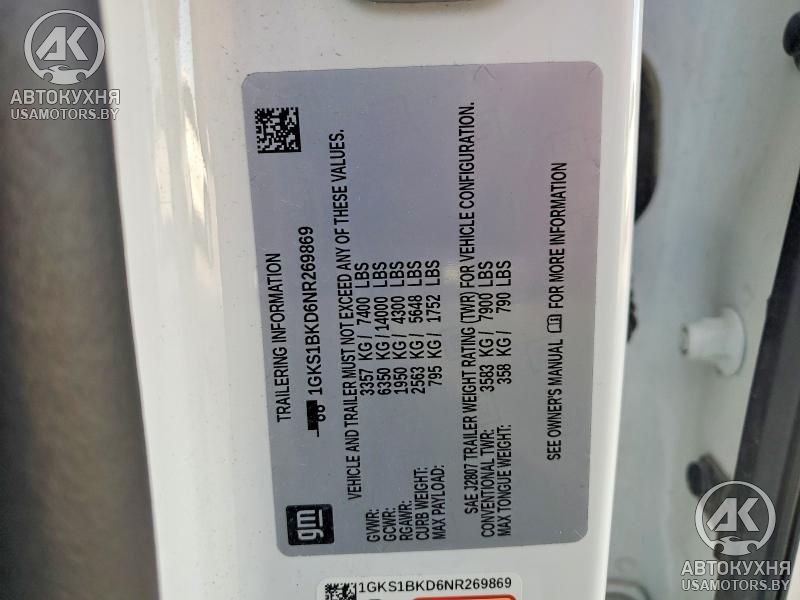 AK
АВТОКУХНЯ
USAMOTORS.BY
gm
TRAILERING INFORMATION
1GKS1BKD6NR269869
VEHICLE AND TRAILER MUST NOT EXCEED ANY OF THESE VALUES.
GVWR: 3357 KG / 7400 LBS
GCWR: 6350 KG / 14000 LBS
RGAWR: 1950 KG / 4300 LBS
CURB WEIGHT: 2563 KG / 5648 LBS
MAX PAYLOAD: 795 KG / 1752 LBS
SAE J2807 TRAILER WEIGHT RATING (TWR) FOR VEHICLE CONFIGURATION.
CONVENTIONAL TWR: 3583 KG / 7900 LBS
MAX TONGUE WEIGHT: 358 KG / 790 LBS
SEE OWNER'S MANUAL FOR MORE INFORMATION
1GKS1BKD6NR269869
AK
АВТОКУХНЯ
USAMOTORS.BY